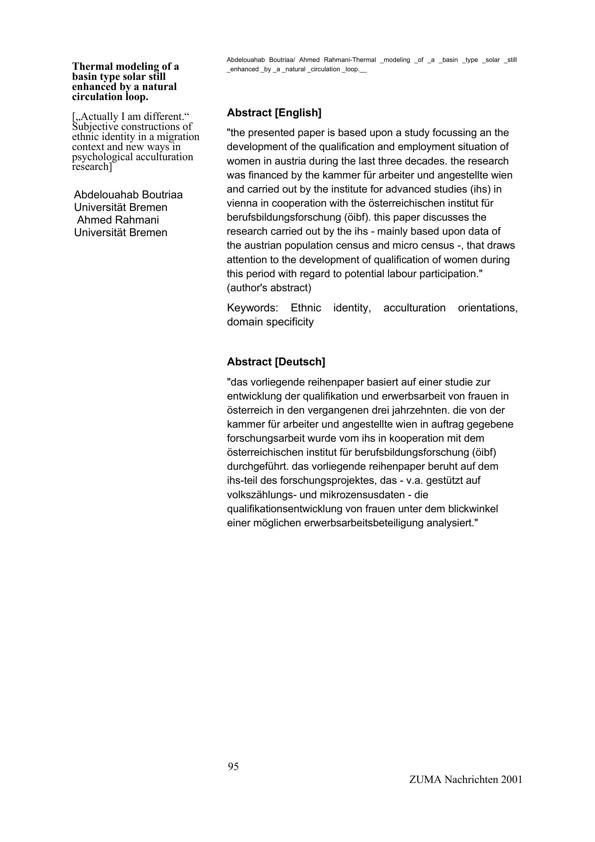 Thermal modeling of a
basin type solar still
enhanced by a natural
circulation loop.
[„Actually I am different.“
Subjective constructions of
ethnic identity in a migration
context and new ways in
psychological acculturation
research]
Abdelouahab Boutriaa
Universität Bremen
Ahmed Rahmani
Universität Bremen
Abdelouahab Boutriaa/ Ahmed Rahmani-Thermal _modeling _of _a _basin _type _solar _still
_enhanced _by _a _natural _circulation _loop.__
Abstract [English]
"the presented paper is based upon a study focussing an the
development of the qualification and employment situation of
women in austria during the last three decades. the research
was financed by the kammer für arbeiter und angestellte wien
and carried out by the institute for advanced studies (ihs) in
vienna in cooperation with the österreichischen institut für
berufsbildungsforschung (öibf). this paper discusses the
research carried out by the ihs - mainly based upon data of
the austrian population census and micro census -, that draws
attention to the development of qualification of women during
this period with regard to potential labour participation."
(author's abstract)
Keywords: Ethnic identity, acculturation orientations,
domain specificity
Abstract [Deutsch]
"das vorliegende reihenpaper basiert auf einer studie zur
entwicklung der qualifikation und erwerbsarbeit von frauen in
österreich in den vergangenen drei jahrzehnten. die von der
kammer für arbeiter und angestellte wien in auftrag gegebene
forschungsarbeit wurde vom ihs in kooperation mit dem
österreichischen institut für berufsbildungsforschung (öibf)
durchgeführt. das vorliegende reihenpaper beruht auf dem
ihs-teil des forschungsprojektes, das - v.a. gestützt auf
volkszählungs- und mikrozensusdaten - die
qualifikationsentwicklung von frauen unter dem blickwinkel
einer möglichen erwerbsarbeitsbeteiligung analysiert."
95
ZUMA Nachrichten 2001